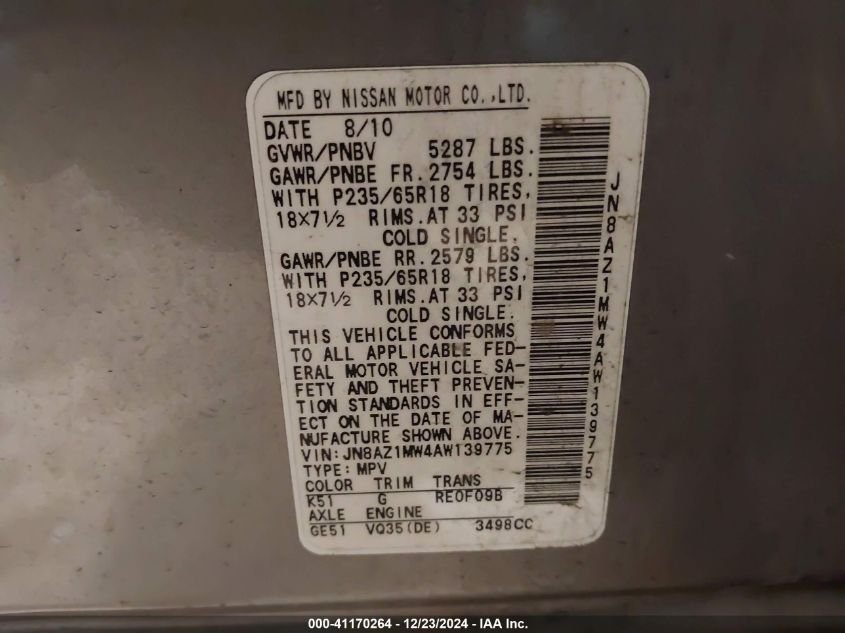 MFD BY NISSAN MOTOR CO.,LTD.
DATE 8/10
GVWR/PNBV 5287 LBS.
GAWR/PNBE FR. 2754 LBS.
WITH P235/65R18 TIRES,
18×7½ RIMS.AT 33 PSI
COLD SINGLE.
GAWR/PNBE RR. 2579 LBS.
WITH P235/65R18 TIRES,
18×7½ RIMS.AT 33 PSI
COLD SINGLE.
THIS VEHICLE CONFORMS
TO ALL APPLICABLE FED-
ERAL MOTOR VEHICLE SA-
FETY AND THEFT PREVEN-
TION STANDARDS IN EFF-
ECT ON THE DATE OF MA-
NUFACTURE SHOWN ABOVE.
VIN: JN8AZ1MW4AW139775
TYPE: MPV
COLOR TRIM TRANS
K51 G RE0F09B
AXLE ENGINE
GE51 VQ35(DE) 3498CC
JN8AZ1MW4AW139775
000-41170264 - 12/23/2024 - IAA Inc.